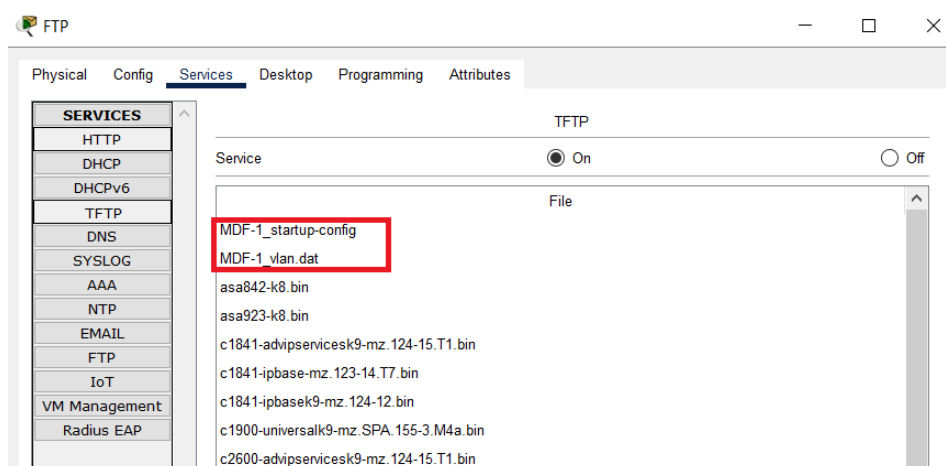 FTP
Physical Config Services Desktop Programming Attributes
SERVICES
HTTP
DHCP
DHCPv6
TFTP
DNS
SYSLOG
AAA
NTP
EMAIL
FTP
IoT
VM Management
Radius EAP
TFTP
Service On Off
File
MDF-1_startup-config
MDF-1_vlan.dat
asa842-k8.bin
asa923-k8.bin
c1841-advipservicesk9-mz.124-15.T1.bin
c1841-ipbase-mz.123-14.T7.bin
c1841-ipbasek9-mz.124-12.bin
c1900-universalk9-mz.SPA.155-3.M4a.bin
c2600-advipservicesk9-mz.124-15.T1.bin